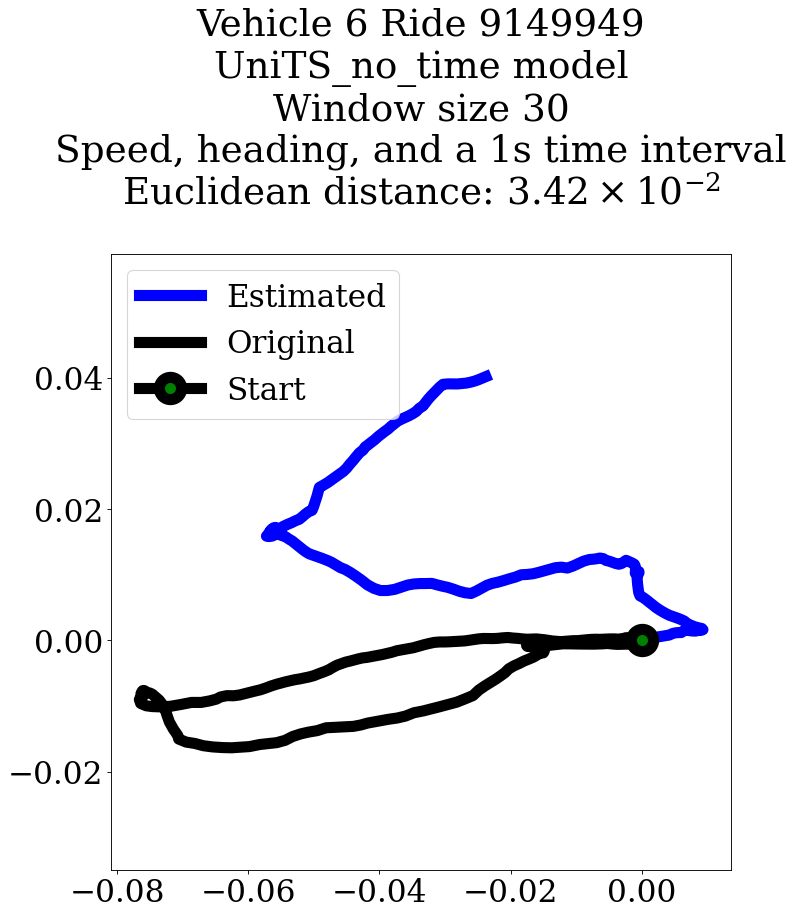 Vehicle 6 Ride 9149949
UniTS_no_time model
Window size 30
Speed, heading, and a 1s time interval
Euclidean distance: 3.42 × 10⁻²
Estimated
Original
Start
0.04
0.02
0.00
−0.02
−0.08 −0.06 −0.04 −0.02 0.00